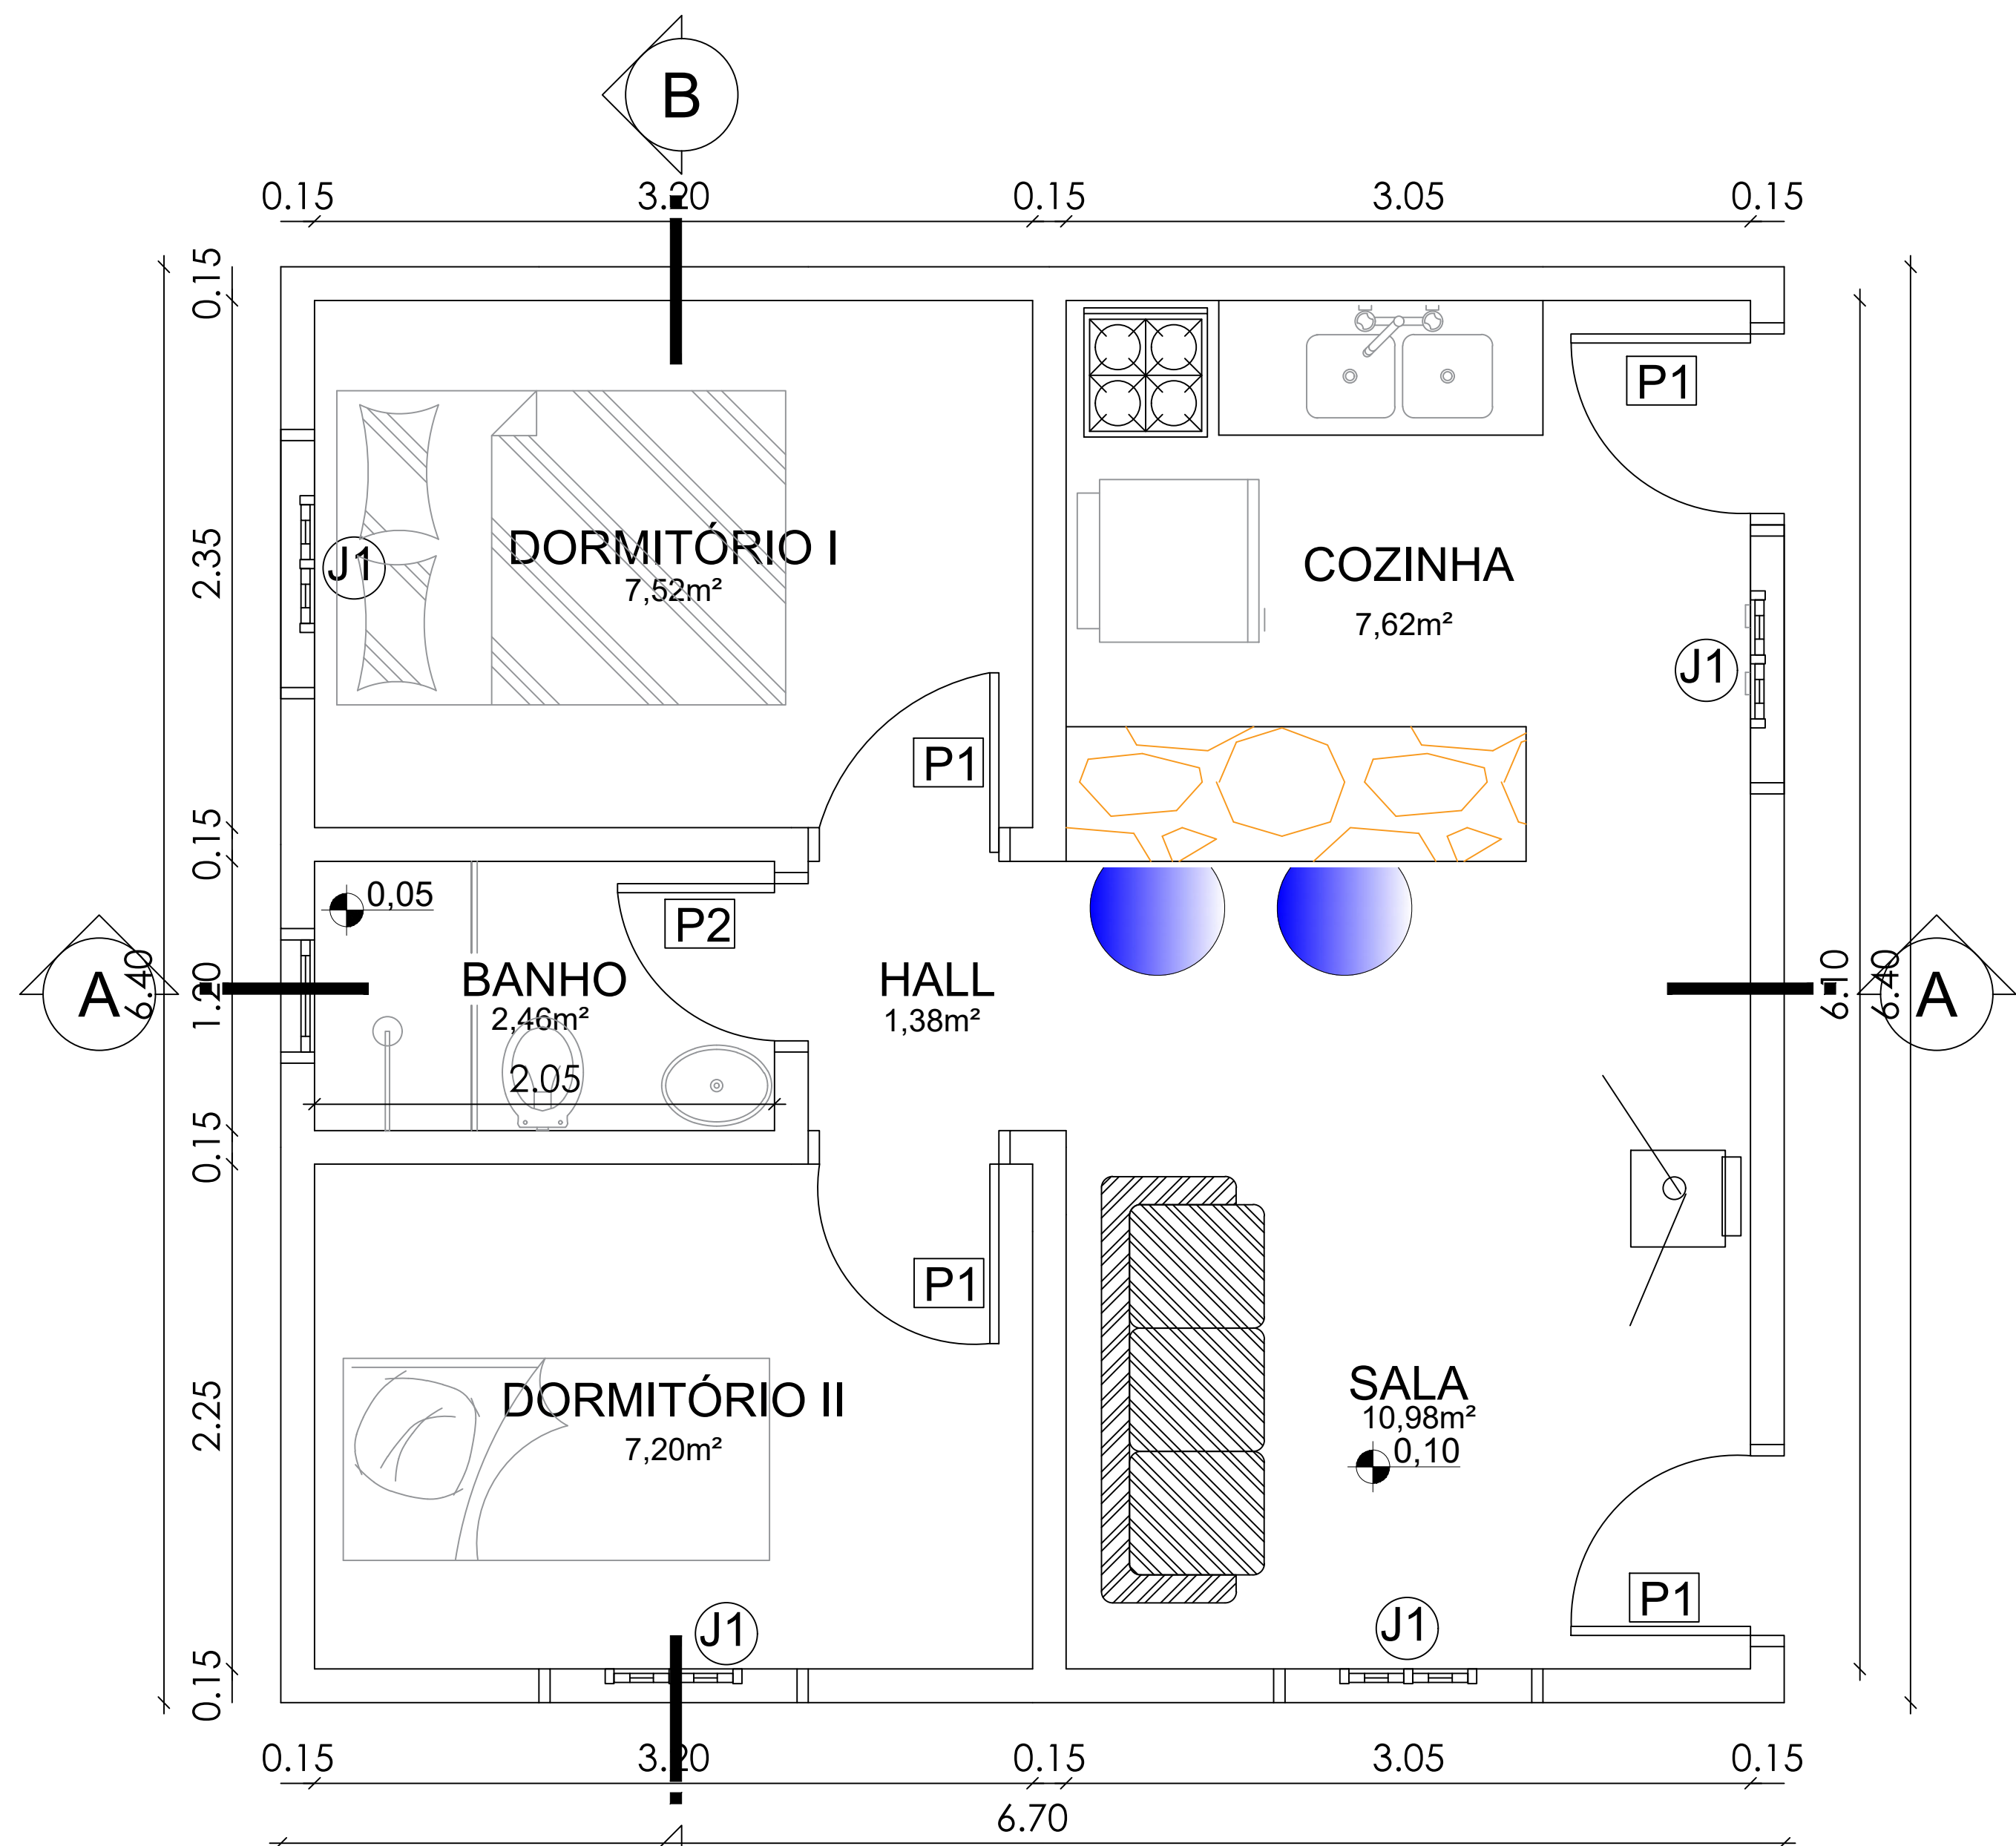 B
0.15 3.20 0.15 3.05 0.15
0.15
P1
2.35
DORMITÓRIO I
7,52m²
J1
COZINHA
7,62m²
J1
P1
0.15
0,05
P2
A
6.40
1.20
BANHO
2,46m²
HALL
1,38m²
6.10
6.40
A
2.05
0.15
P1
2.25
DORMITÓRIO II
7,20m²
SALA
10,98m²
0,10
P1
J1
J1
0.15
0.15 3.20 0.15 3.05 0.15
6.70